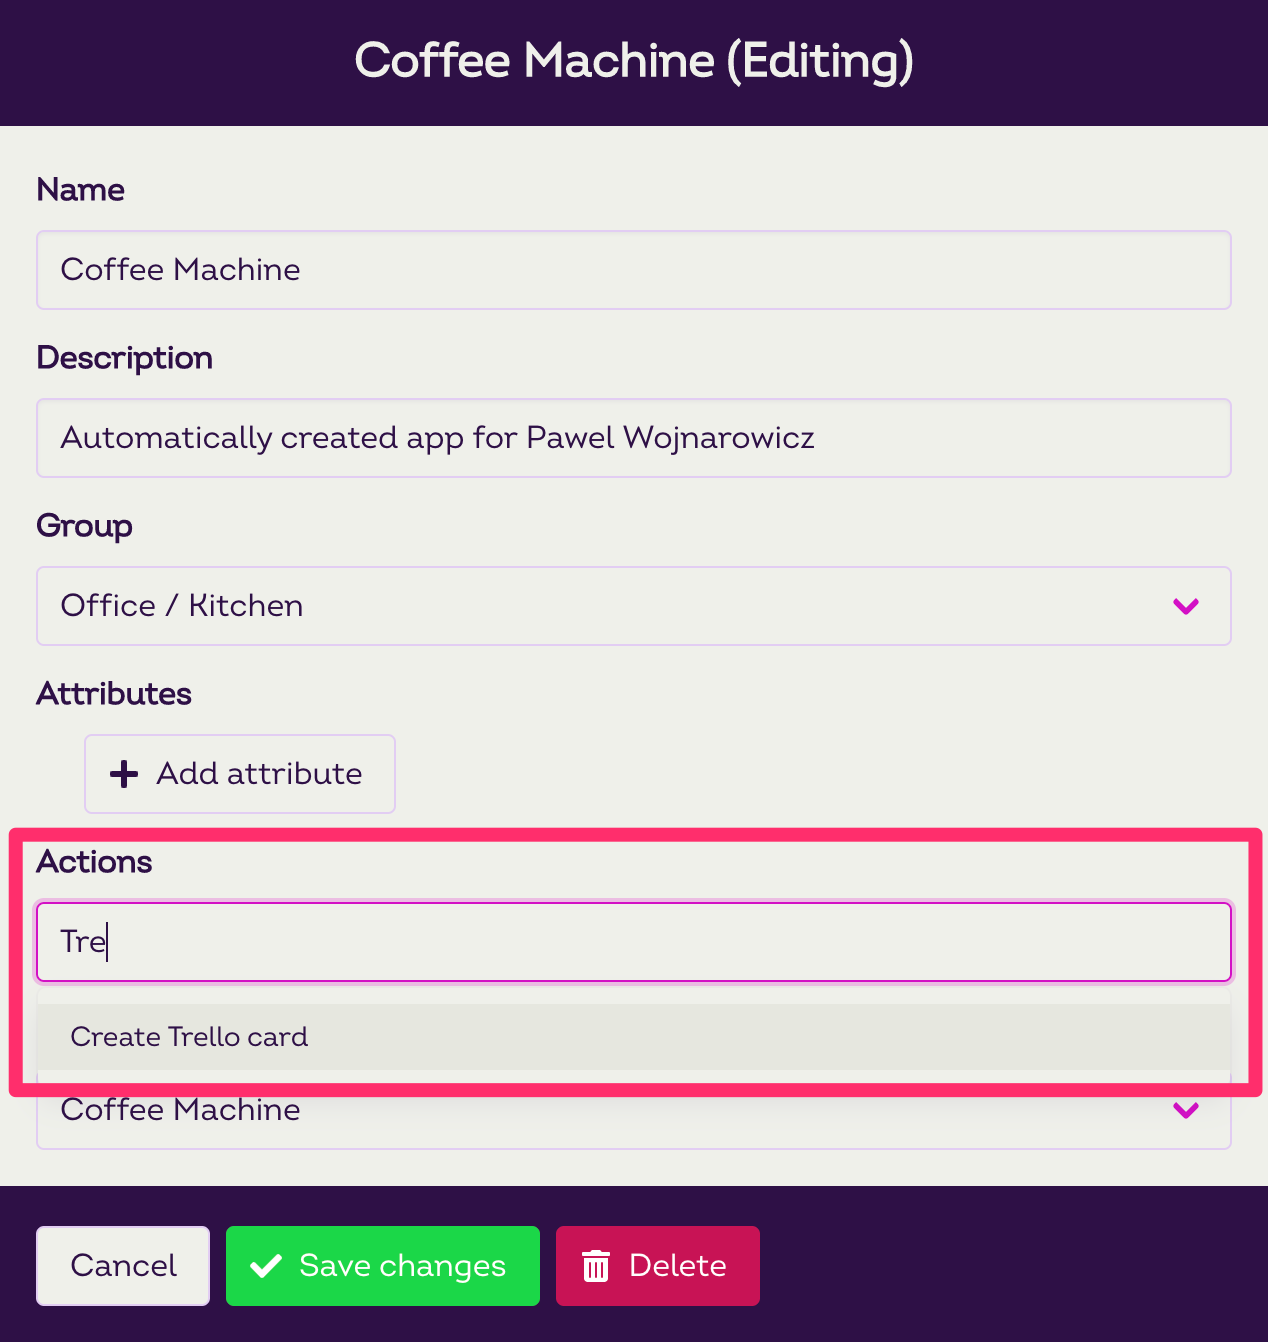 Coffee Machine (Editing)
Name
Coffee Machine
Description
Automatically created app for Pawel Wojnarowicz
Group
Office / Kitchen
Attributes
Add attribute
Actions
Tre
Create Trello card
Coffee Machine
Cancel
Save changes
Delete